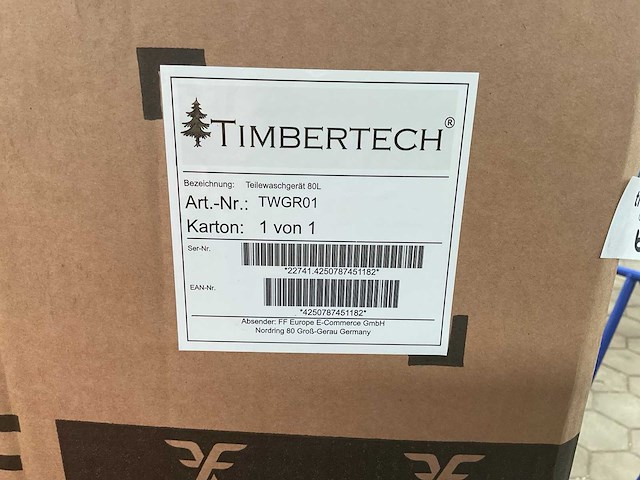 TIMBERTECH®
Bezeichnung: Teilewaschgerät 80L
Art.-Nr.: TWGR01
Karton: 1 von 1
Ser-Nr.
*22741.4250787451182*
EAN-Nr.
*4250787451182*
Absender: FF Europe E-Commerce GmbH
Nordring 80 Groß-Gerau Germany